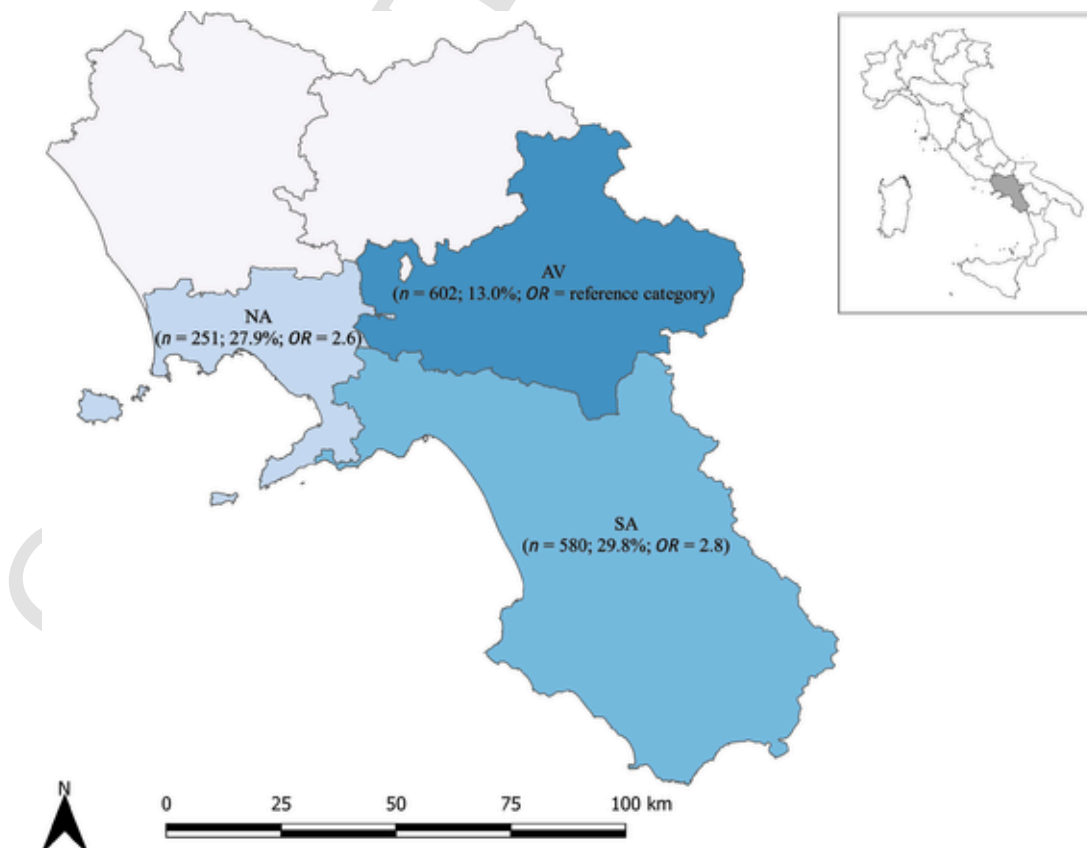 AV
(n = 602; 13.0%; OR = reference category)
NA
(n = 251; 27.9%; OR = 2.6)
SA
(n = 580; 29.8%; OR = 2.8)
N
0 25 50 75 100 km